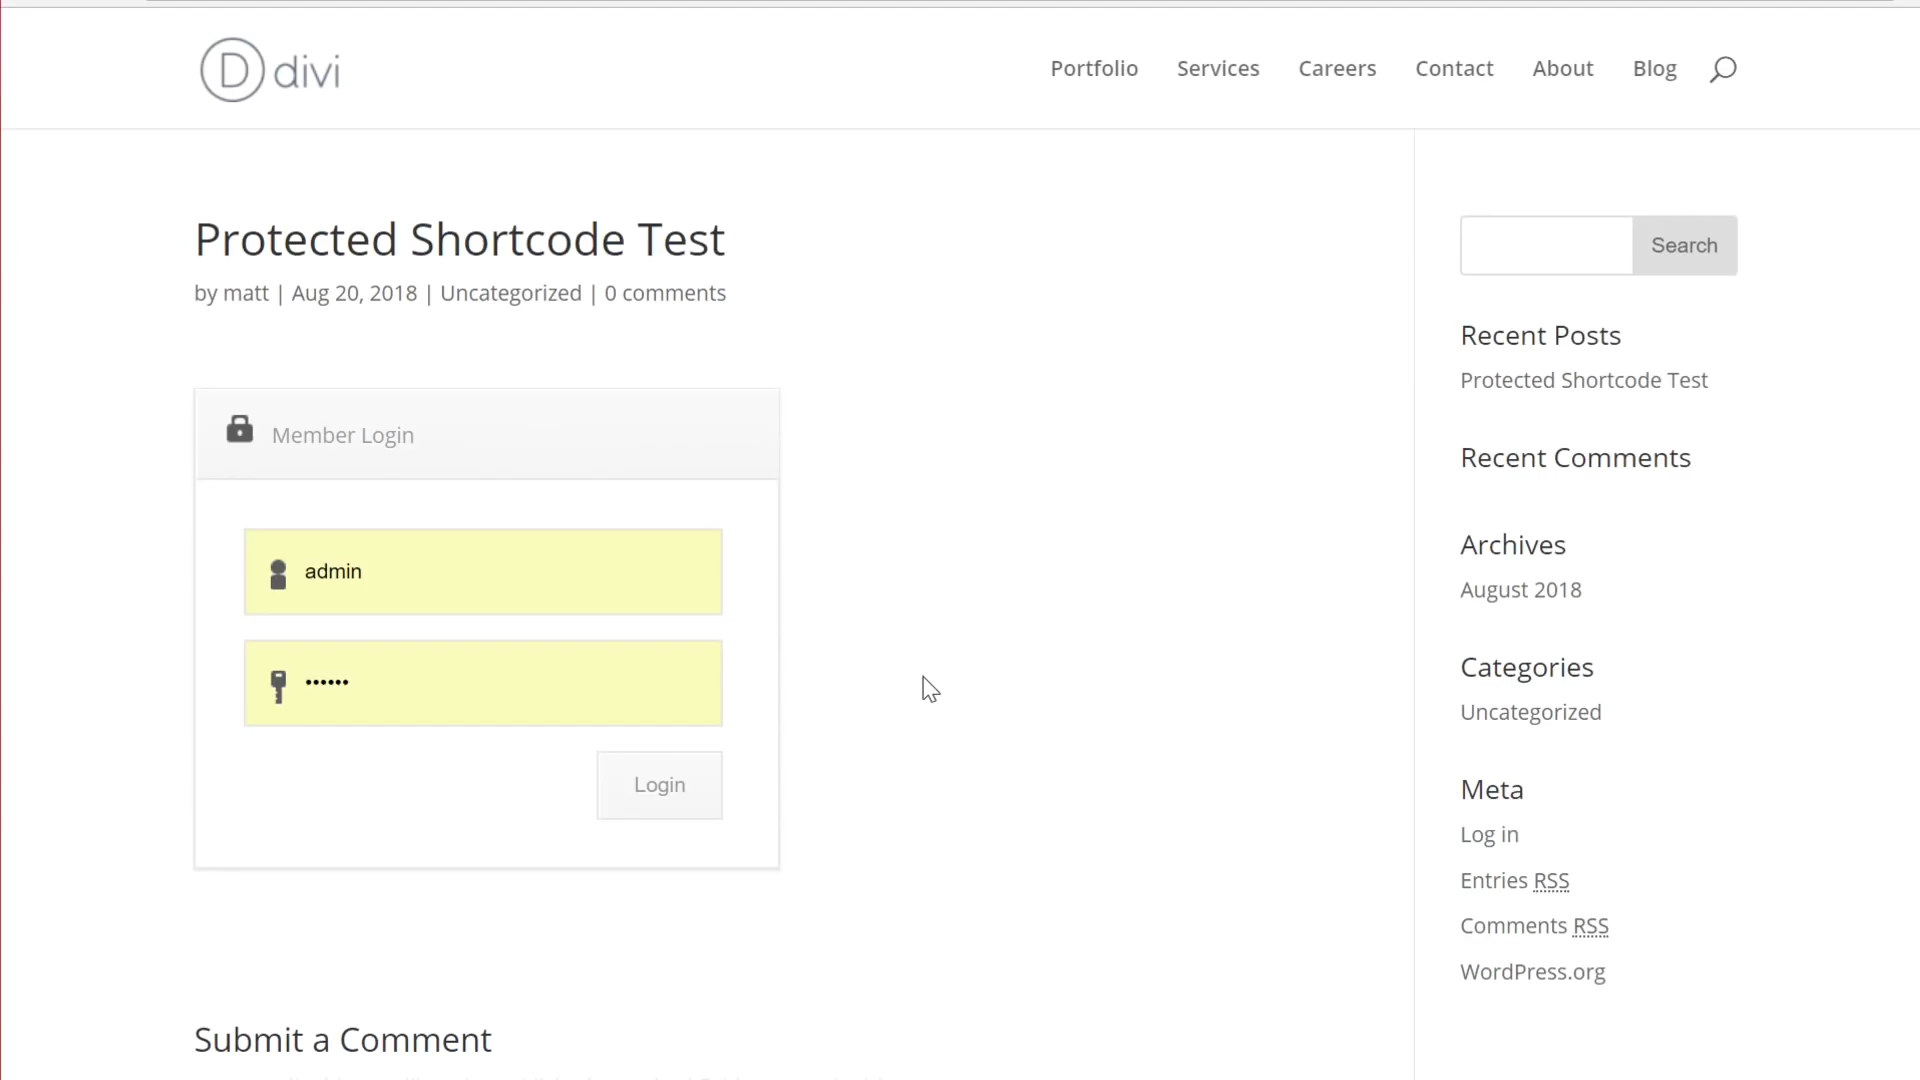 D divi
Portfolio Services Careers Contact About Blog
Protected Shortcode Test
by matt | Aug 20, 2018 | Uncategorized | 0 comments
Member Login
admin
••••••
Login
Submit a Comment
Search
Recent Posts
Protected Shortcode Test
Recent Comments
Archives
August 2018
Categories
Uncategorized
Meta
Log in
Entries RSS
Comments RSS
WordPress.org